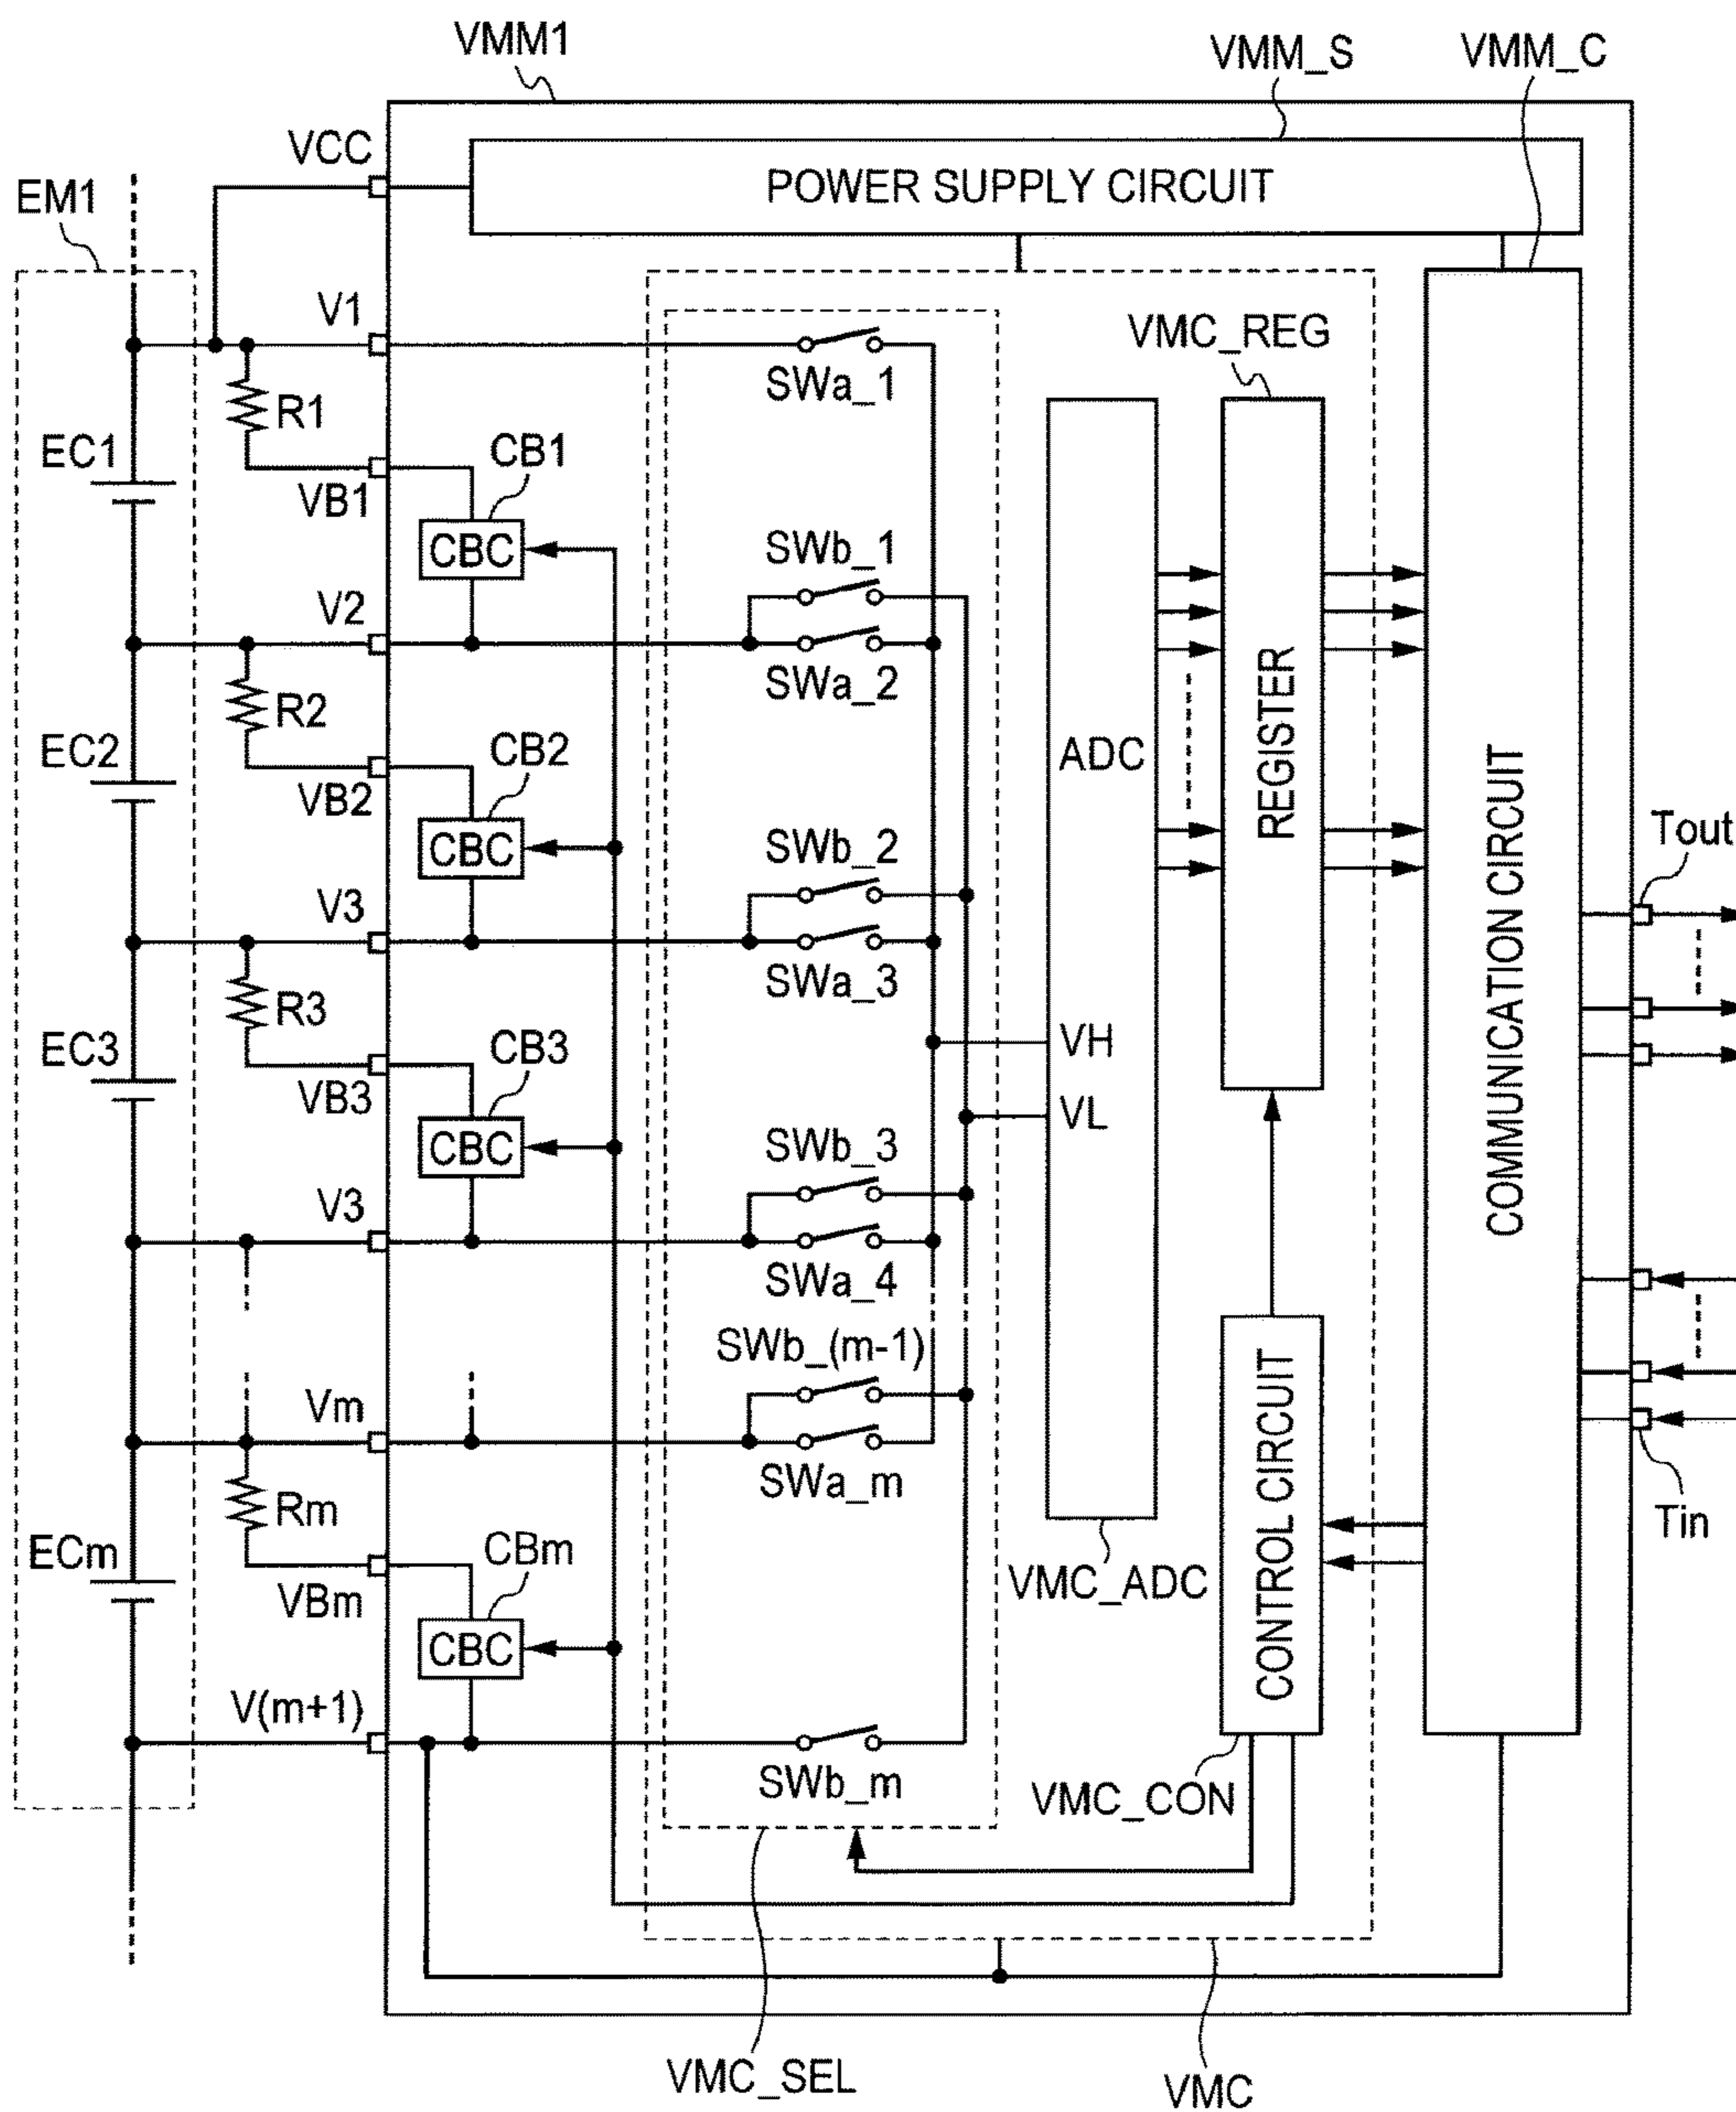 VMM1
VMM_S
VMM_C
VCC
POWER SUPPLY CIRCUIT
EM1
V1
VMC_REG
SWa_1
R1
EC1
CB1
VB1
CBC
SWb_1
V2
SWa_2
R2
EC2
CB2
ADC
VB2
CBC
REGISTER
COMMUNICATION CIRCUIT
Tout
SWb_2
V3
SWa_3
R3
EC3
CB3
VH
VB3
CBC
VL
SWb_3
V3
SWa_4
SWb_(m-1)
Vm
SWa_m
Rm
CONTROL CIRCUIT
Tin
ECm
CBm
VMC_ADC
VBm
CBC
V(m+1)
SWb_m
VMC_CON
VMC_SEL
VMC